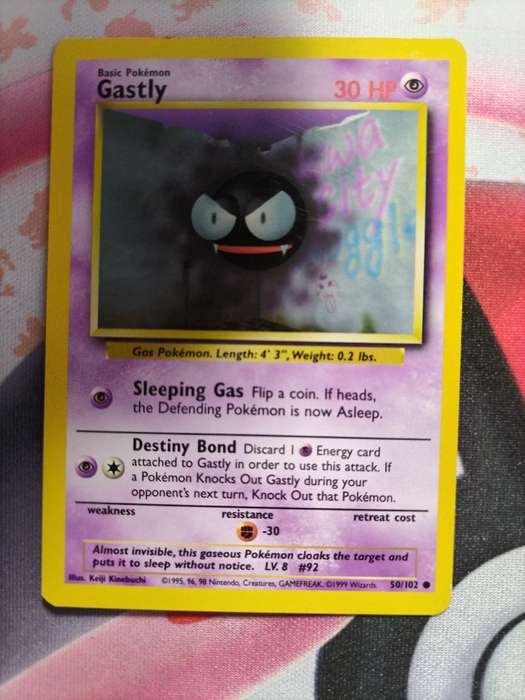 Basic Pokémon
Gastly
30 HP
wa
City
ggl
Gas Pokémon. Length: 4' 3", Weight: 0.2 lbs.
Sleeping Gas Flip a coin. If heads,
the Defending Pokémon is now Asleep.
Destiny Bond Discard 1 Energy card
attached to Gastly in order to use this attack. If
a Pokémon Knocks Out Gastly during your
opponent's next turn, Knock Out that Pokémon.
weakness
resistance
retreat cost
-30
Almost invisible, this gaseous Pokémon cloaks the target and
puts it to sleep without notice. LV. 8 #92
Illus. Keiji Kinebuchi ©1995, 96, 98 Nintendo, Creatures, GAMEFREAK. ©1999 Wizards. 50/102